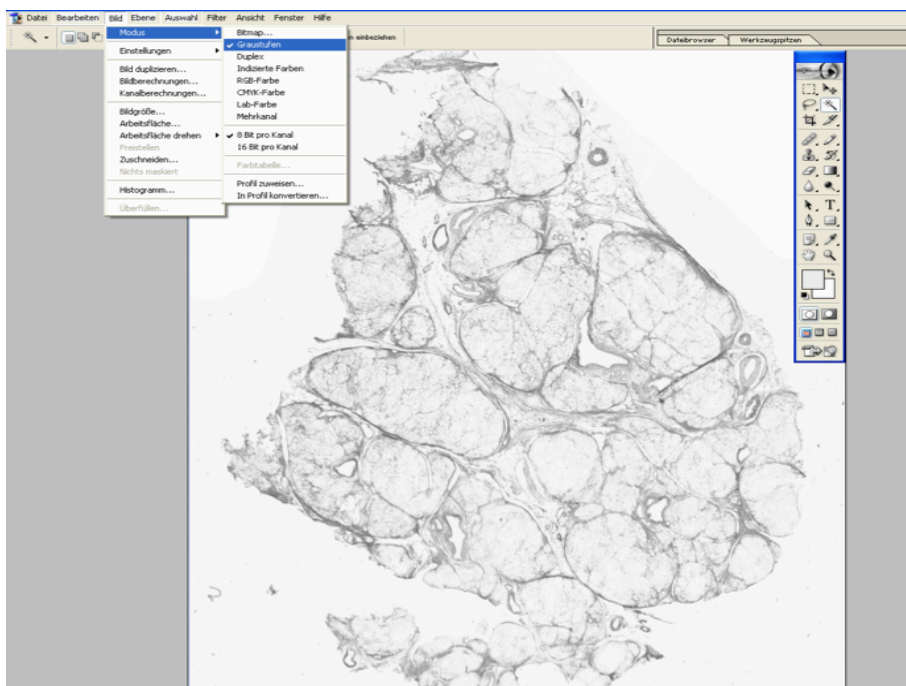 Datei Bearbeiten Bild Ebene Auswahl Filter Ansicht Fenster Hilfe
einbeziehen
Dateibrowser Werkzeugspitzen
Modus
Einstellungen
Bild duplizieren...
Bildberechnungen...
Kanalberechnungen...
Bildgröße...
Arbeitsfläche...
Arbeitsfläche drehen
Freistellen
Zuschneiden...
Nichts maskiert
Histogramm...
Überfüllen...
Bitmap...
Graustufen
Duplex
Indizierte Farben
RGB-Farbe
CMYK-Farbe
Lab-Farbe
Mehrkanal
8 Bit pro Kanal
16 Bit pro Kanal
Farbtabelle...
Profil zuweisen...
In Profil konvertieren...